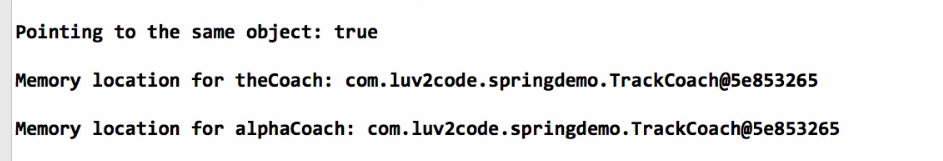 Pointing to the same object: true
Memory location for theCoach: com.luv2code.springdemo.TrackCoach@5e853265
Memory location for alphaCoach: com.luv2code.springdemo.TrackCoach@5e853265